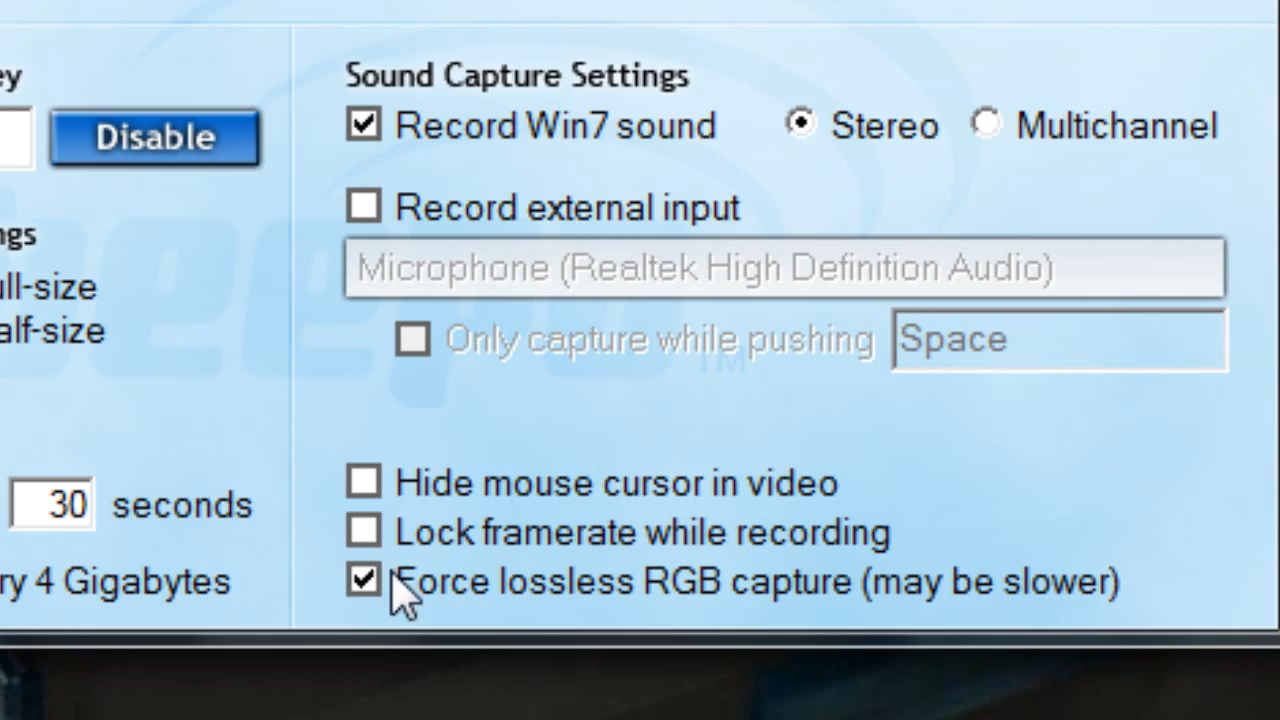 ey
Sound Capture Settings
Disable
Record Win7 sound
Stereo
Multichannel
Record external input
ngs
Microphone (Realtek High Definition Audio)
ull-size
alf-size
Only capture while pushing
Space
TM
Hide mouse cursor in video
30 seconds
Lock framerate while recording
ry 4 Gigabytes
Force lossless RGB capture (may be slower)